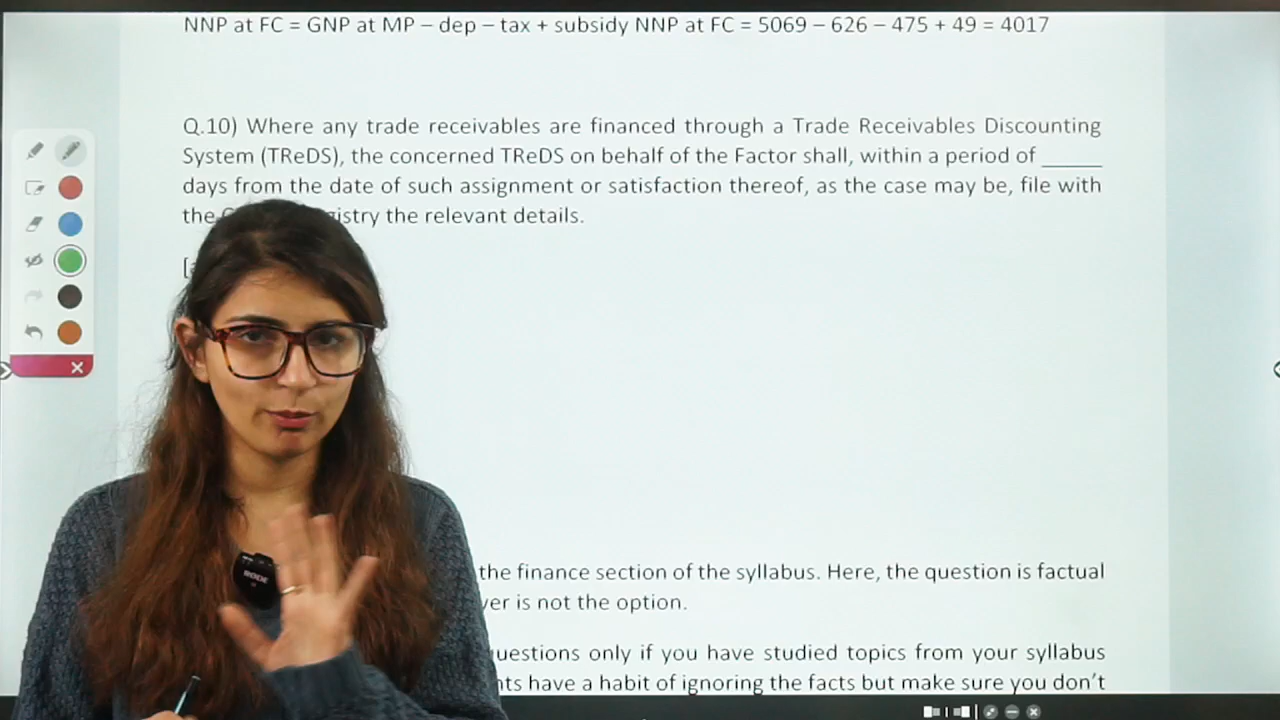 NNP at FC = GNP at MP – dep – tax + subsidy NNP at FC = 5069 – 626 – 475 + 49 = 4017
Q.10) Where any trade receivables are financed through a Trade Receivables Discounting
System (TReDS), the concerned TReDS on behalf of the Factor shall, within a period of ______
days from the date of such assignment or satisfaction thereof, as the case may be, file with
the relevant details.
the finance section of the syllabus. Here, the question is factual
is not the option.
only if you have studied topics from your syllabus
have a habit of ignoring the facts but make sure you don't
RODE